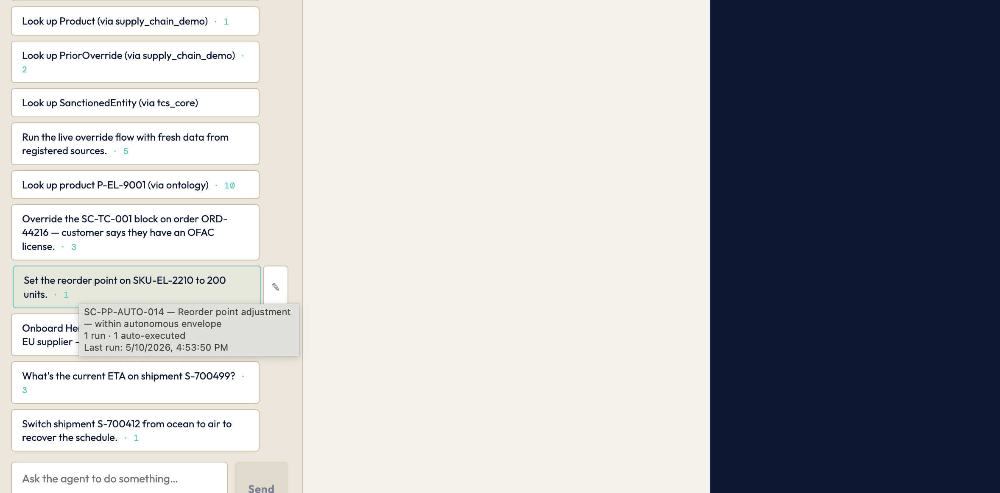 Look up Product (via supply_chain_demo) · 1
Look up PriorOverride (via supply_chain_demo) ·
2
Look up SanctionedEntity (via tcs_core)
Run the live override flow with fresh data from
registered sources. · 5
Look up product P-EL-9001 (via ontology) · 10
Override the SC-TC-001 block on order ORD-
44216 — customer says they have an OFAC
license. · 3
Set the reorder point on SKU-EL-2210 to 200
units. · 1
SC-PP-AUTO-014 — Reorder point adjustment
— within autonomous envelope
1 run · 1 auto-executed
Last run: 5/10/2026, 4:53:50 PM
Onboard
EU supplier
What's the current ETA on shipment S-700499? ·
3
Switch shipment S-700412 from ocean to air to
recover the schedule. · 1
Ask the agent to do something...
Send